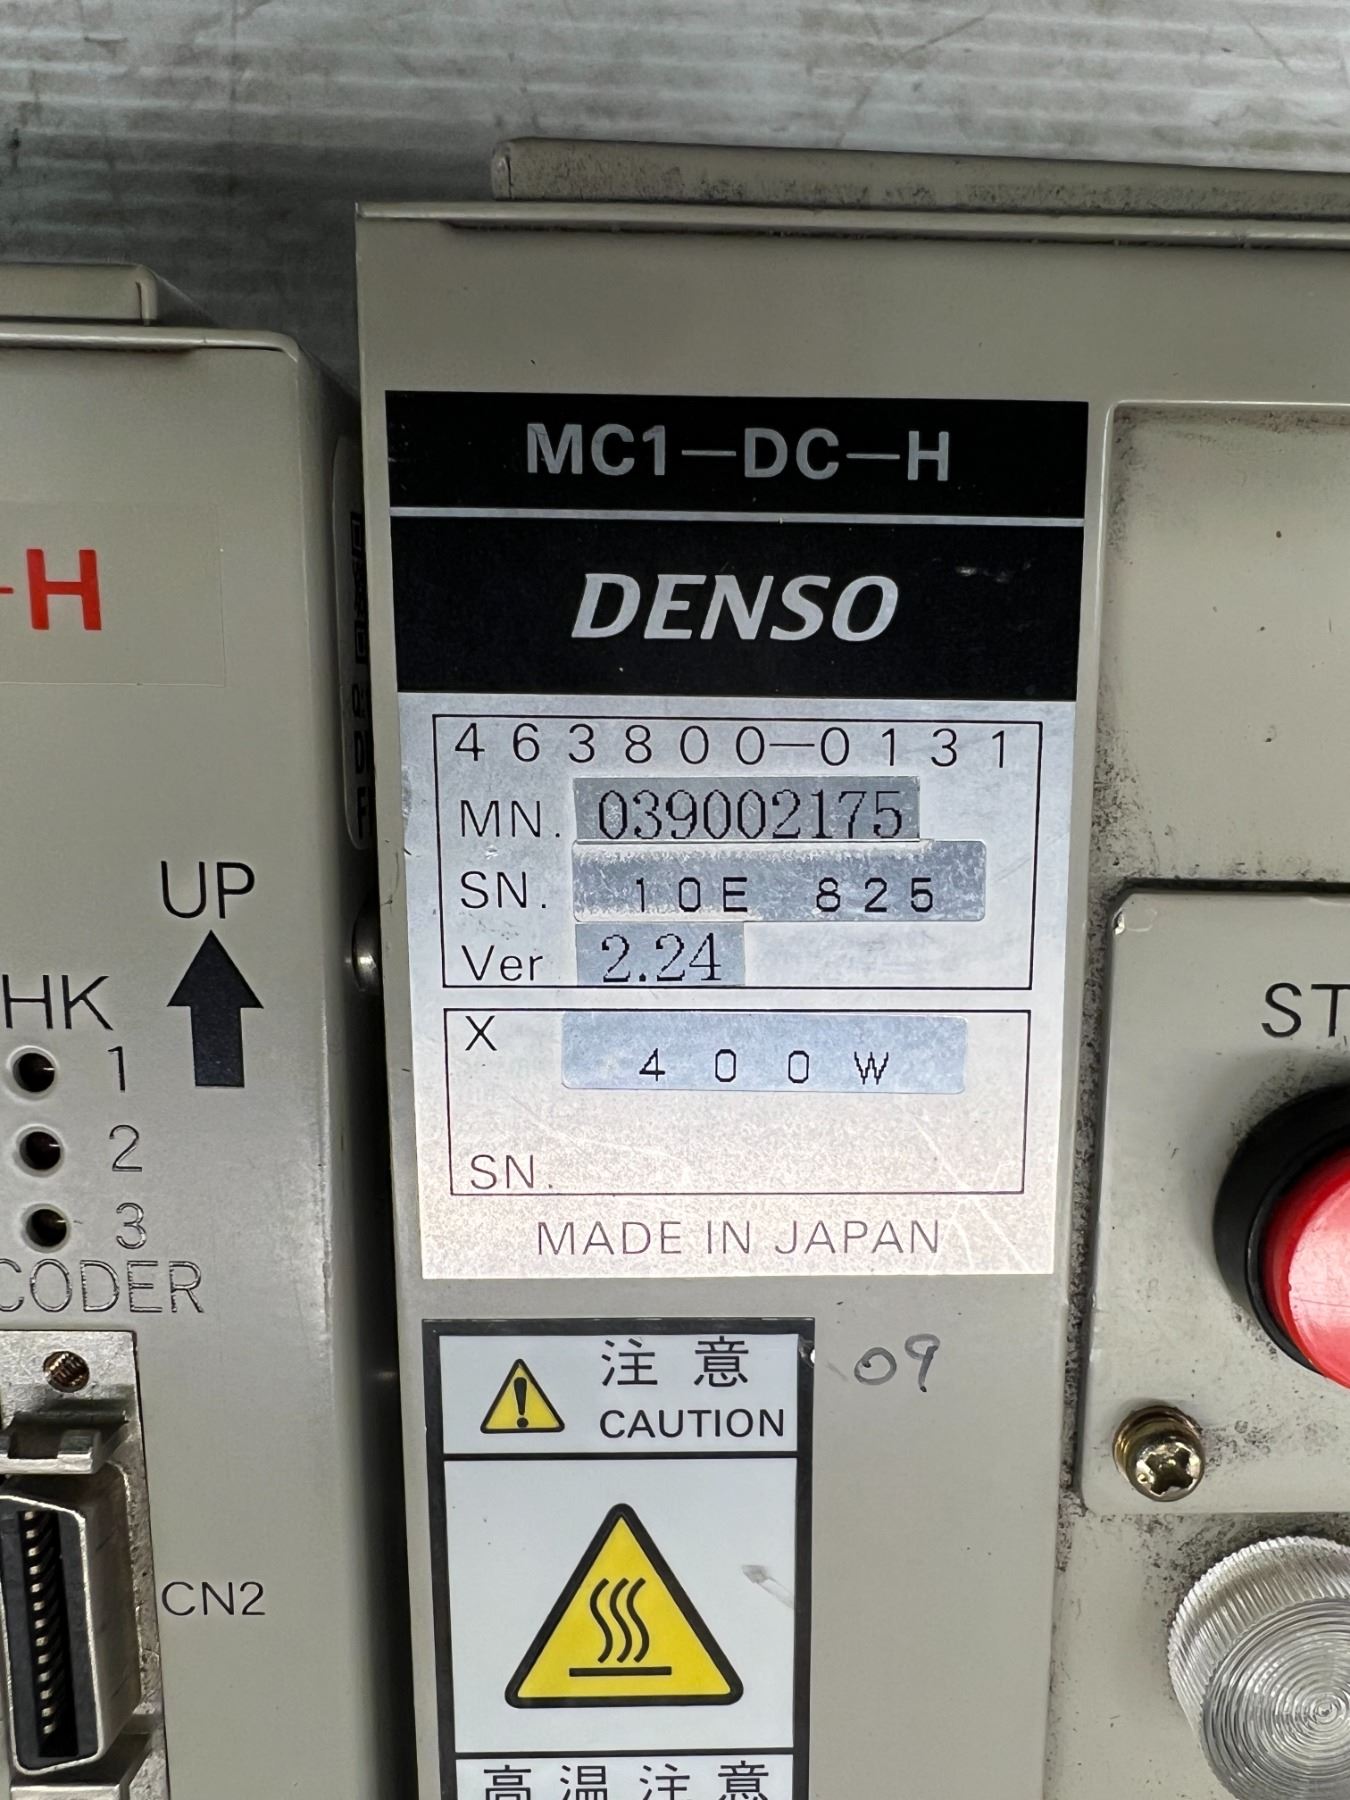 MC1-DC-H
DENSO
463800-0131
MN. 039002175
SN. 10E 825
Ver 2.24
X 400W
SN.
MADE IN JAPAN
注意
CAUTION
高温注意
09
-H
UP
HK
1
2
3
CODER
CN2
ST